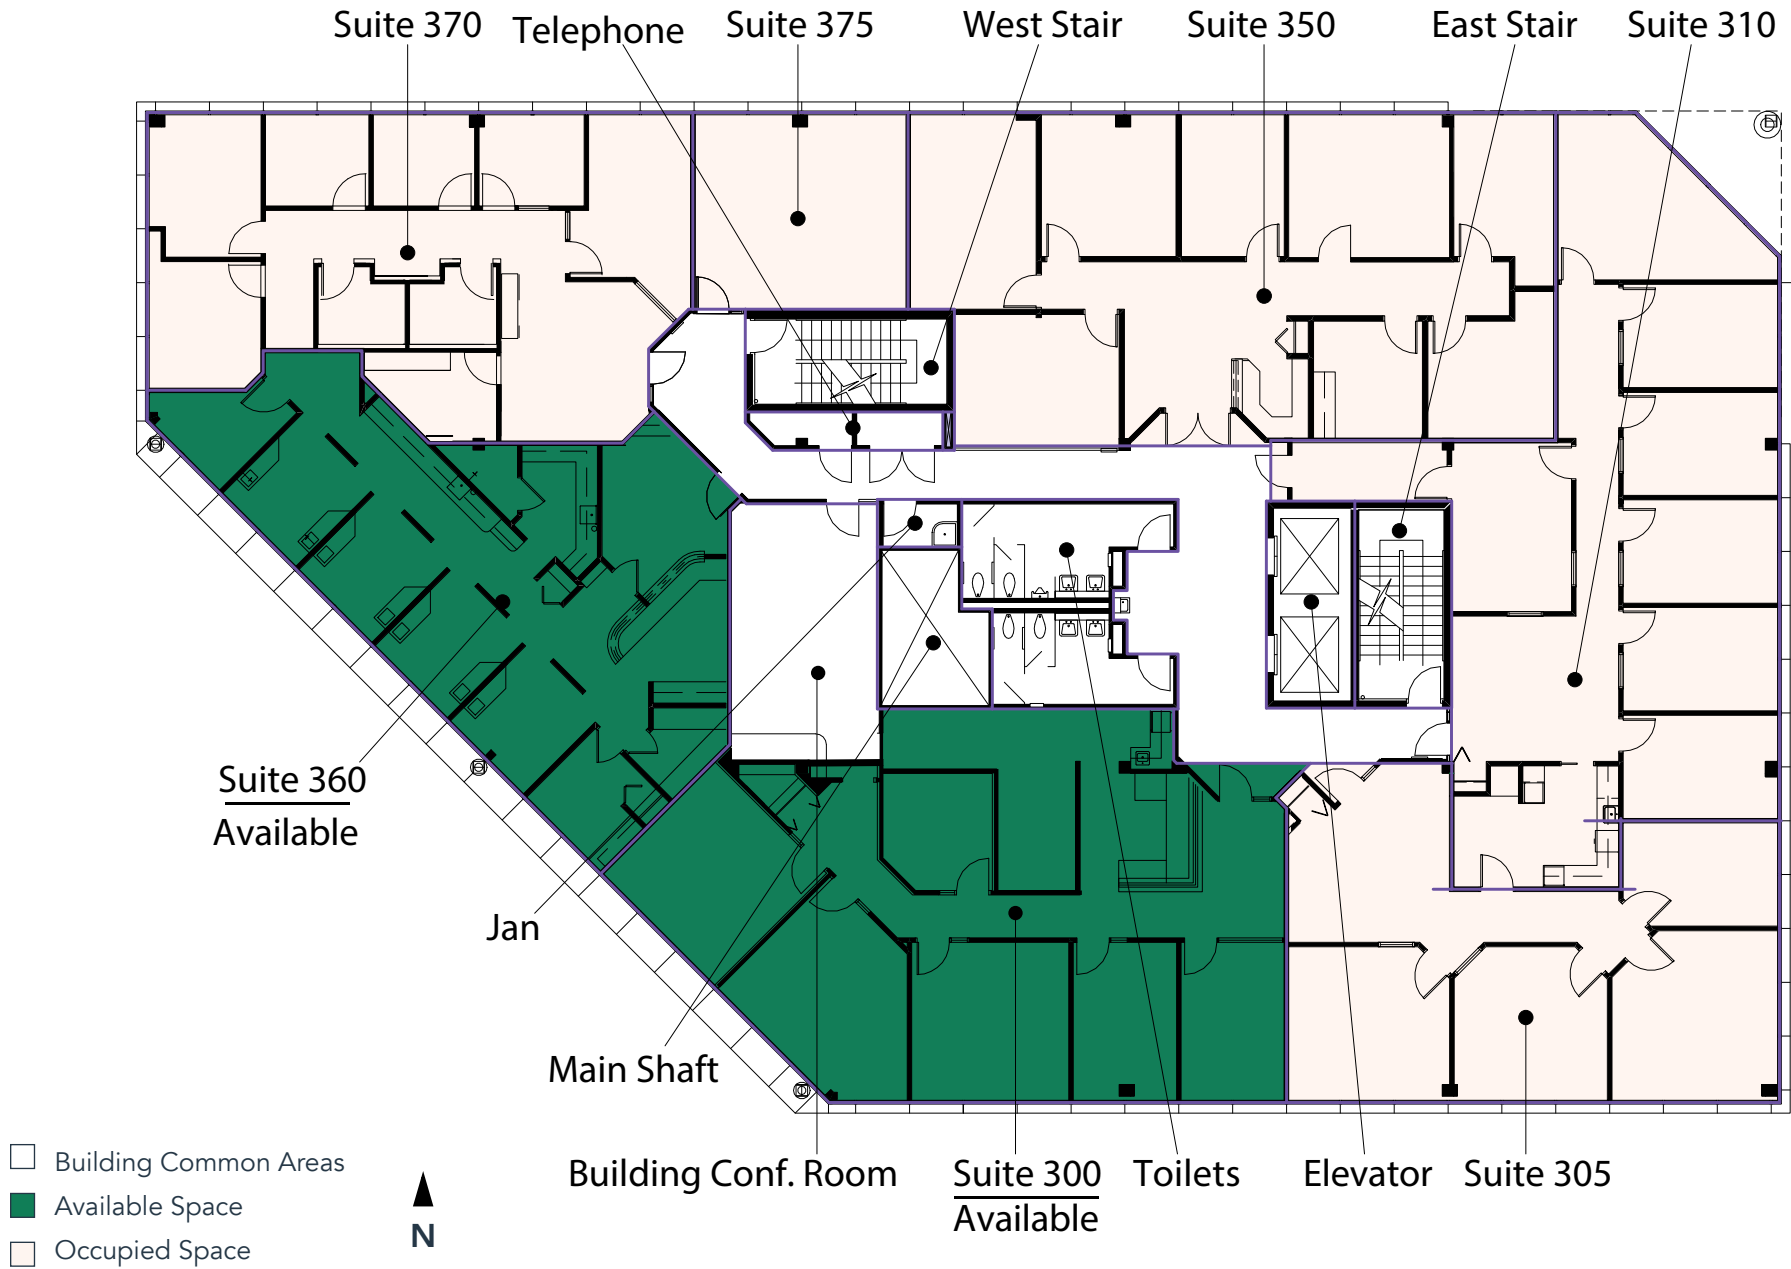 Suite 370
Telephone
Suite 375
West Stair
Suite 350
East Stair
Suite 310
Suite 360
Available
Jan
Main Shaft
Building Conf. Room
Suite 300
Available
Toilets
Elevator
Suite 305
Building Common Areas
Available Space
Occupied Space
N